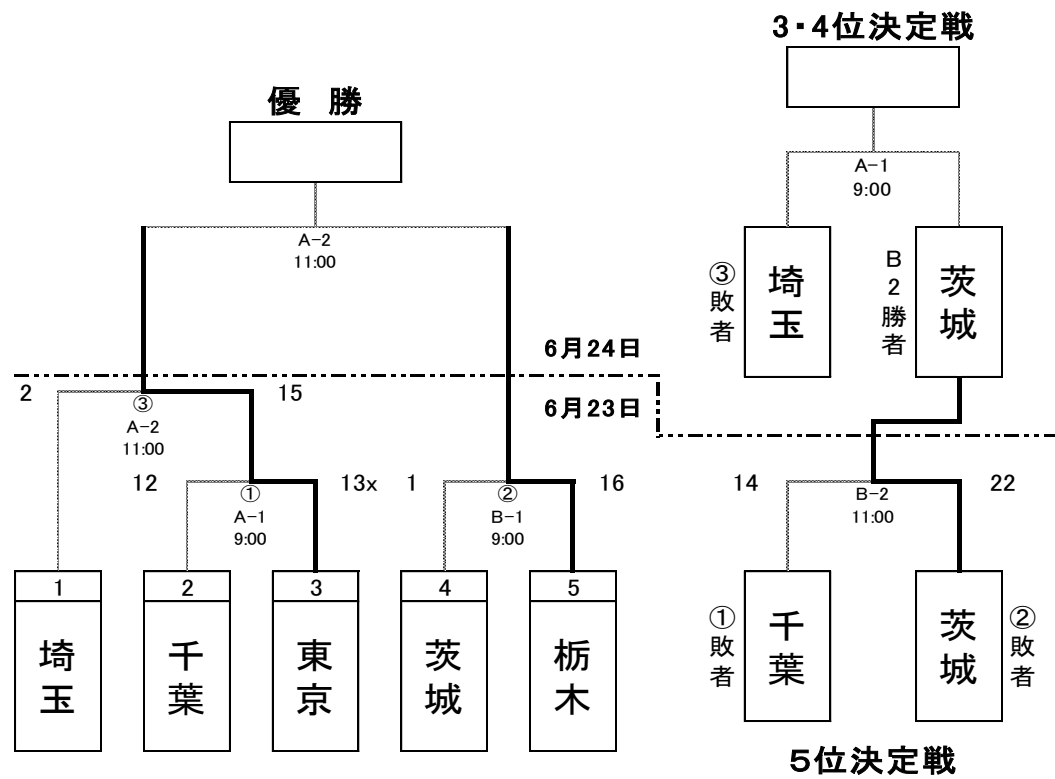 3・4位決定戦
優 勝
A-1
9:00
A-2
11:00
③敗者
埼玉
B2勝者
茨城
6月24日
6月23日
2
15
③
A-2
11:00
12
13x
①
A-1
9:00
1
16
②
B-1
9:00
14
22
B-2
11:00
1
2
3
4
5
埼玉
千葉
東京
茨城
栃木
①敗者
千葉
茨城
②敗者
5位決定戦